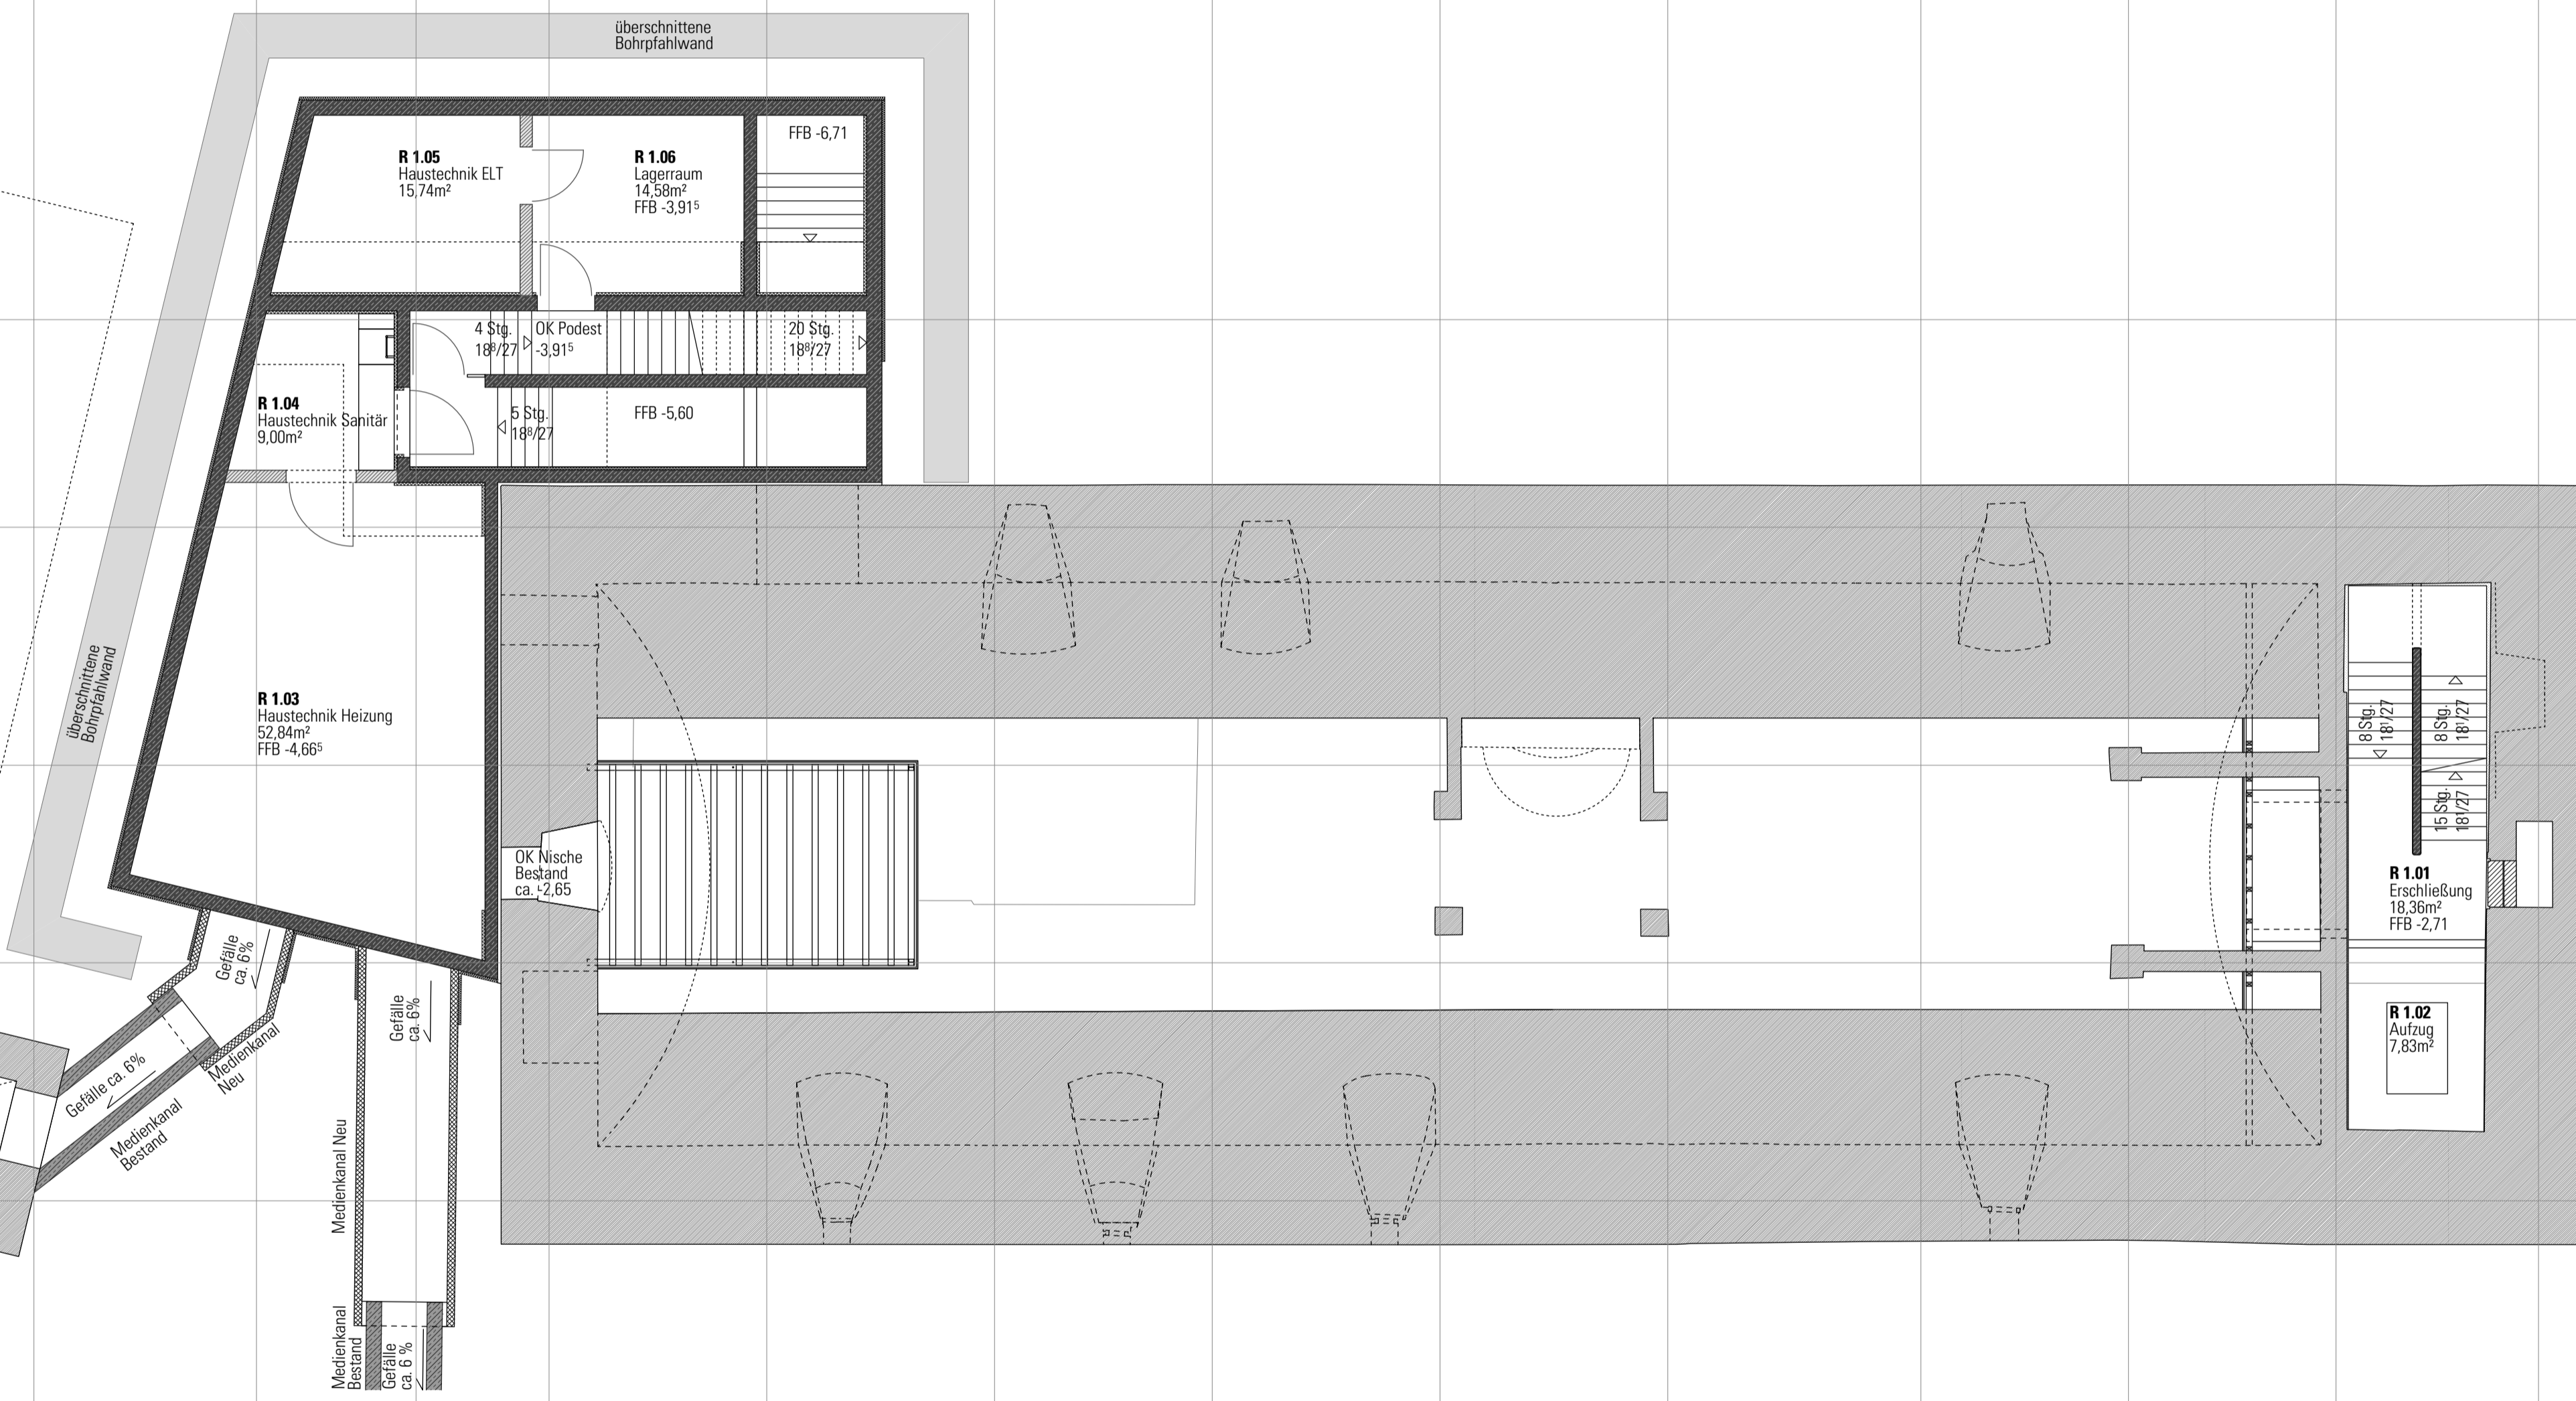 überschnittene
Bohrpfahlwand
FFB -6,71
R 1.05
Haustechnik ELT
15,74m²
R 1.06
Lagerraum
14,58m²
FFB -3,91⁵
4 Stg.
18⁸/27
OK Podest
-3,91⁵
20 Stg.
18⁸/27
R 1.04
Haustechnik Sanitär
9,00m²
5 Stg.
18⁸/27
FFB -5,60
überschnittene
Bohrpfahlwand
R 1.03
Haustechnik Heizung
52,84m²
FFB -4,66⁵
OK Nische
Bestand
ca. -2,65
8 Stg.
18¹/27
8 Stg.
18¹/27
15 Stg.
18¹/27
R 1.01
Erschließung
18,36m²
FFB -2,71
R 1.02
Aufzug
7,83m²
Gefälle
ca. 6%
Gefälle
ca. 6%
Gefälle ca. 6%
Medienkanal
Neu
Medienkanal
Bestand
Medienkanal Neu
Medienkanal
Bestand
Gefälle
ca. 6 %